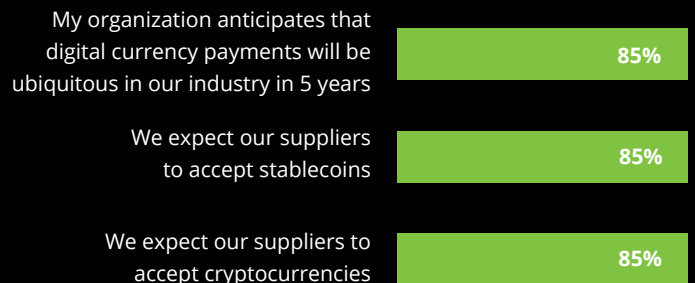 My organization anticipates that
digital currency payments will be
ubiquitous in our industry in 5 years
85%
We expect our suppliers
to accept stablecoins
85%
We expect our suppliers to
accept cryptocurrencies
85%